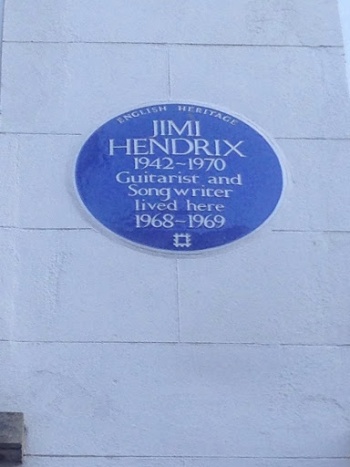 ENGLISH HERITAGE
JIMI
HENDRIX
1942~1970
Guitarist and
Songwriter
lived here
1968~1969